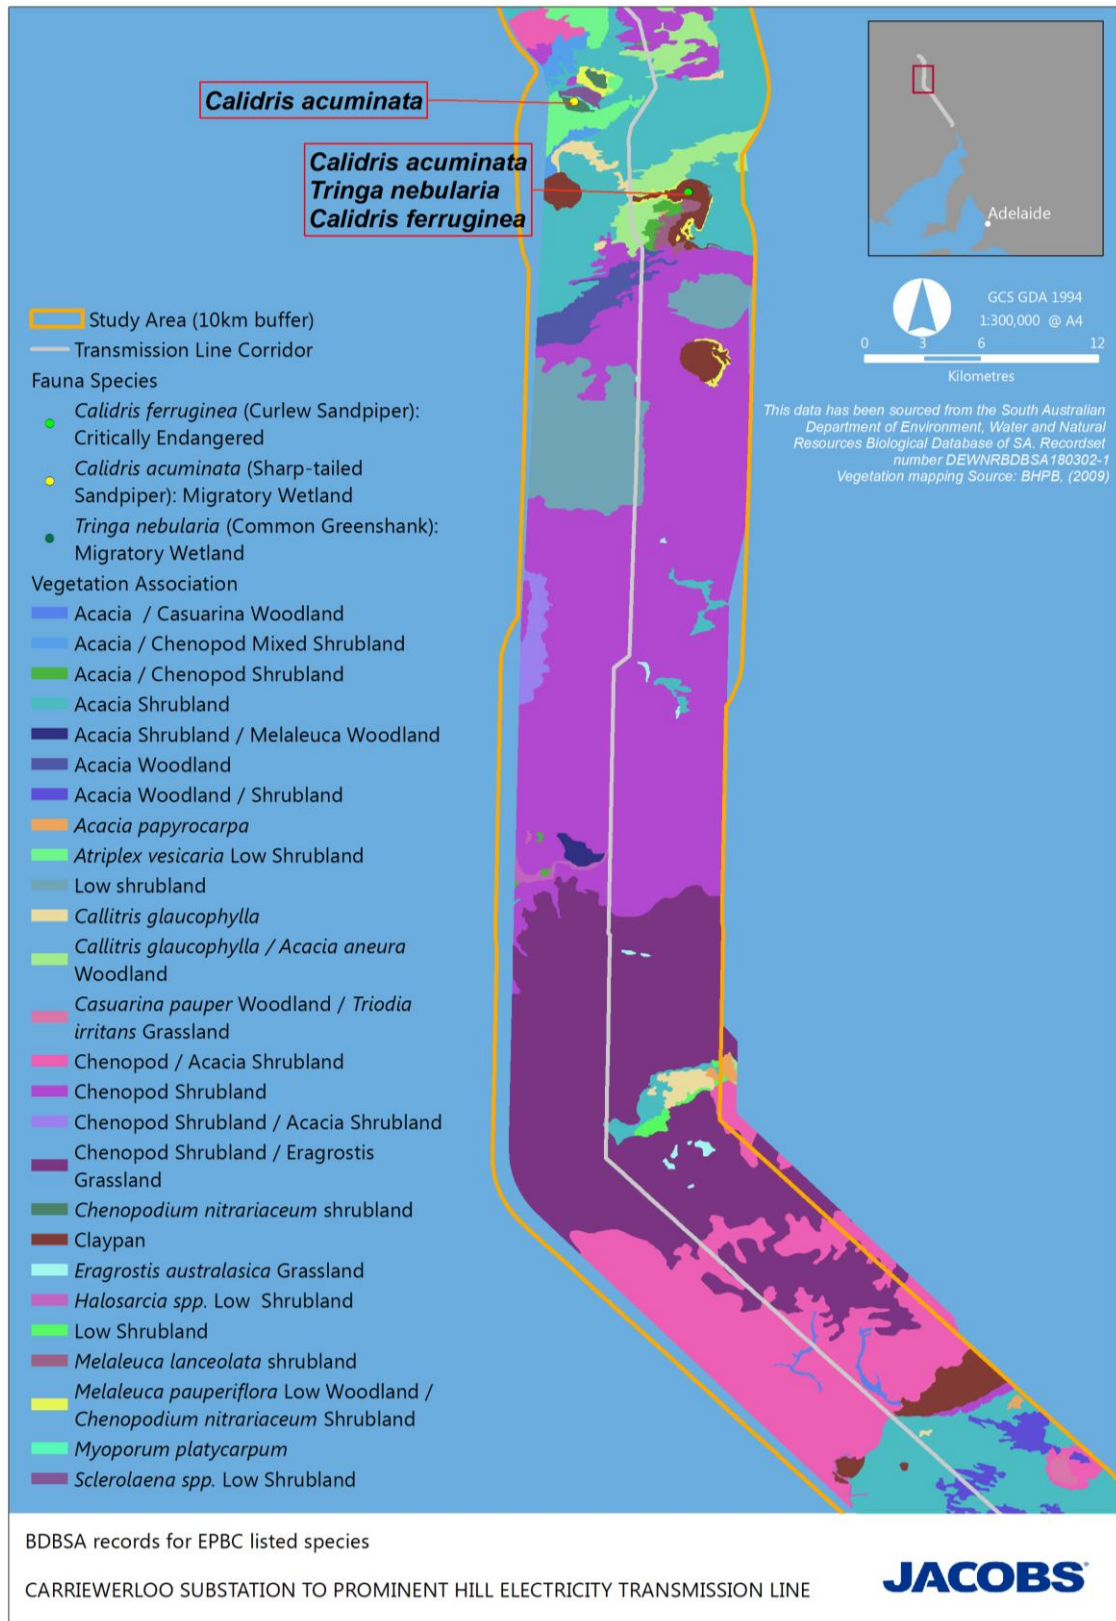 Calidris acuminata
Calidris acuminata
Tringa nebularia
Calidris ferruginea
Adelaide
GCS GDA 1994
1:300,000 @ A4
0 3 6 12
Kilometres
This data has been sourced from the South Australian
Department of Environment, Water and Natural
Resources Biological Database of SA. Recordset
number DEWNRBDBSA180302-1
Vegetation mapping Source: BHPB, (2009)
Study Area (10km buffer)
Transmission Line Corridor
Fauna Species
Calidris ferruginea (Curlew Sandpiper):
Critically Endangered
Calidris acuminata (Sharp-tailed
Sandpiper): Migratory Wetland
Tringa nebularia (Common Greenshank):
Migratory Wetland
Vegetation Association
Acacia / Casuarina Woodland
Acacia / Chenopod Mixed Shrubland
Acacia / Chenopod Shrubland
Acacia Shrubland
Acacia Shrubland / Melaleuca Woodland
Acacia Woodland
Acacia Woodland / Shrubland
Acacia papyrocarpa
Atriplex vesicaria Low Shrubland
Low shrubland
Callitris glaucophylla
Callitris glaucophylla / Acacia aneura
Woodland
Casuarina pauper Woodland / Triodia
irritans Grassland
Chenopod / Acacia Shrubland
Chenopod Shrubland
Chenopod Shrubland / Acacia Shrubland
Chenopod Shrubland / Eragrostis
Grassland
Chenopodium nitrariaceum shrubland
Claypan
Eragrostis australasica Grassland
Halosarcia spp. Low Shrubland
Low Shrubland
Melaleuca lanceolata shrubland
Melaleuca pauperiflora Low Woodland /
Chenopodium nitrariaceum Shrubland
Myoporum platycarpum
Sclerolaena spp. Low Shrubland
BDBSA records for EPBC listed species
CARRIEWERLOO SUBSTATION TO PROMINENT HILL ELECTRICITY TRANSMISSION LINE
JACOBS